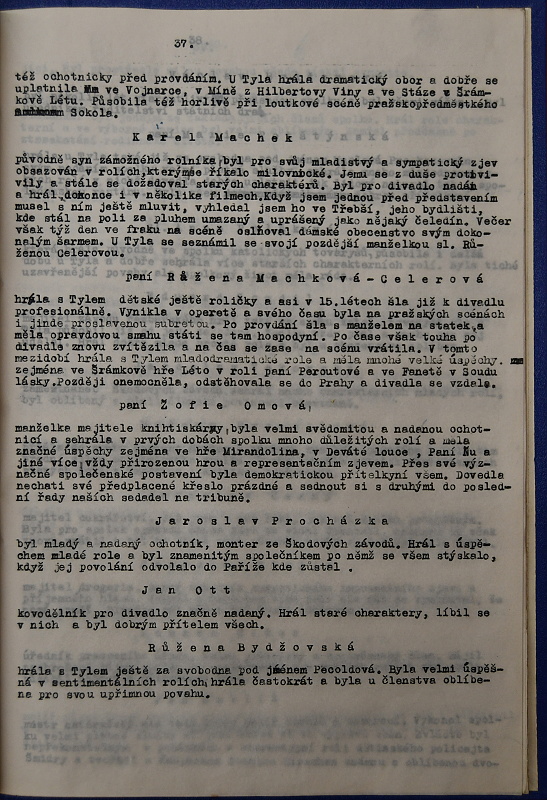 37.
též ochotnicky před provdáním. U Tyla hrála dramatický obor a dobře se
uplatnila ve Vojnarce, v Míně z Hilbertovy Viny a ve Stáze v Šrám-
kově Létu. Působila též horlivě při loutkové scéně pražskopředměstkého
Sokola.
Karel Machek
původně syn zámožného rolníka, byl pro svůj mladistvý a sympatický zjev
obsazován v rolích, kterýmše říkalo milovnické. Jemu se z duše protivi-
vily a stále se dožadoval starých charakterů. Byl pro divadlo nadán
a hrál dokonce i v několika filmech. Když jsem jednou před představením
musel s ním ještě mluvit, vyhledal jsem ho ve Třebáí, jeho bydlišti,
kde stál na poli za pluhem umazaný a uprášený jako nějaký čeledín. Večer
však týž den ve fraku na scéně oslňoval dámské obecenstvo svým doko-
nalým šarmem. U Tyla se seznámil se svojí pozdější manželkou sl. Rů-
ženou Celerovou.
paní Růžena Machková-Celerová
hrála s Tylem dětské ještě roličky a asi v 15.létech šla již k divadlu
profesionálně. Vynikla v operetě a svého času byla na pražských scénách
i jinde proslavenou subretou. Po provdání šla s manželem na statek, a
měla opravdovou snahu státi se tam hospodyní. Po čase však touha po
divadle znovu zvítězila a na čas se zase na scénu vrátila. V tomto
mezidobí hrála s Tylem mladodramatické role a měla mnohé velké úspěchy.
zejména ve Šrámkově hře Léto v roli paní Peroutové a ve Fanetě v Soudu
lásky. Později onemocněla, odstěhovala se do Prahy a divadla se vzdala.
paní Žofie Omová,
manželka majitele knihtiskárny, byla velmi svědomitou a nadanou ochot-
nicí a sehrála v prvých dobách spolku mnoho důležitých rolí a měla
značné úspěchy zejména ve hře Mirandolina, v Deváté louce , Paní Nu a
jiné více, vždy přirozenou hrou a representačním zjevem. Přes své výz-
načné společenské postavení byla demokratickou přítelkyní všem. Dovedla
nechati své předplacené křeslo prázdné a sednout si s druhými do posled-
ní řady naších sedadel na tribuně.
Jaroslav Procházka
byl mladý a nadaný ochotník, monter ze Škodových závodů. Hrál s úspě-
chem mladé role a byl znamenitým společníkem po němž se všem stýskalo,
když jej povolání odvolalo do Paříže kde zůstal .
Jan Ott
kovodělník pro divadlo značně nadaný. Hrál staré charaktery, líbil se
v nich a byl dobrým přítelem všech.
Růžena Bydžovská
hrála s Tylem ještě za svobodna pod jménem Pecoldová. Byla velmi úspěš-
ná v sentimentálních rolích, hrála častokrát a byla u členstva oblíbe-
na pro svou upřímnou povahu.